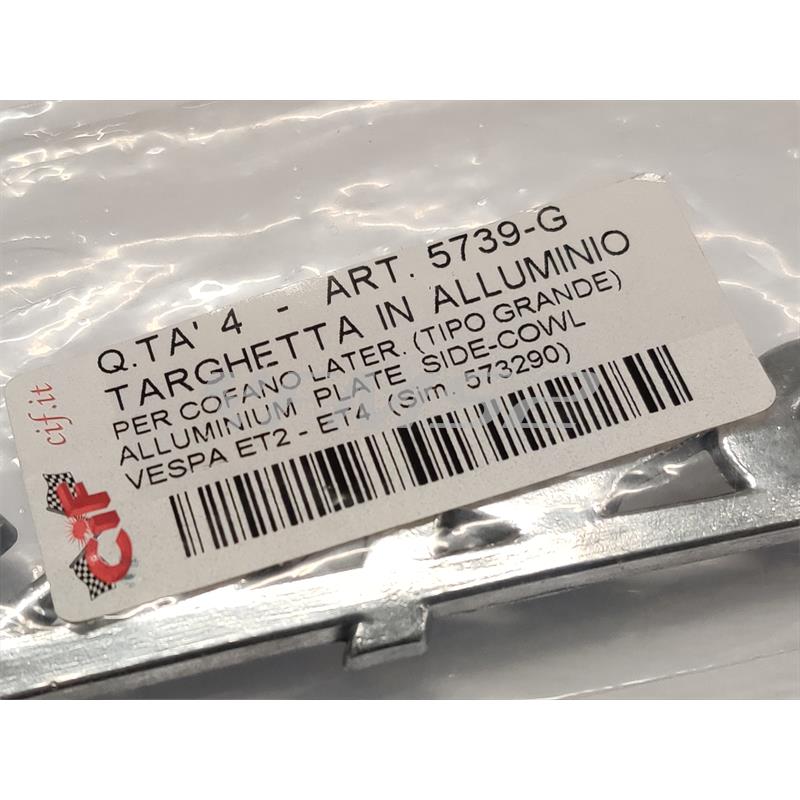 Q.TA' 4 - ART. 5739-G
TARGHETTA IN ALLUMINIO
PER COFANO LATER. (TIPO GRANDE)
ALLUMINIUM PLATE SIDE-COWL
VESPA ET2 - ET4 (Sim. 573290)
cif.it
CIF